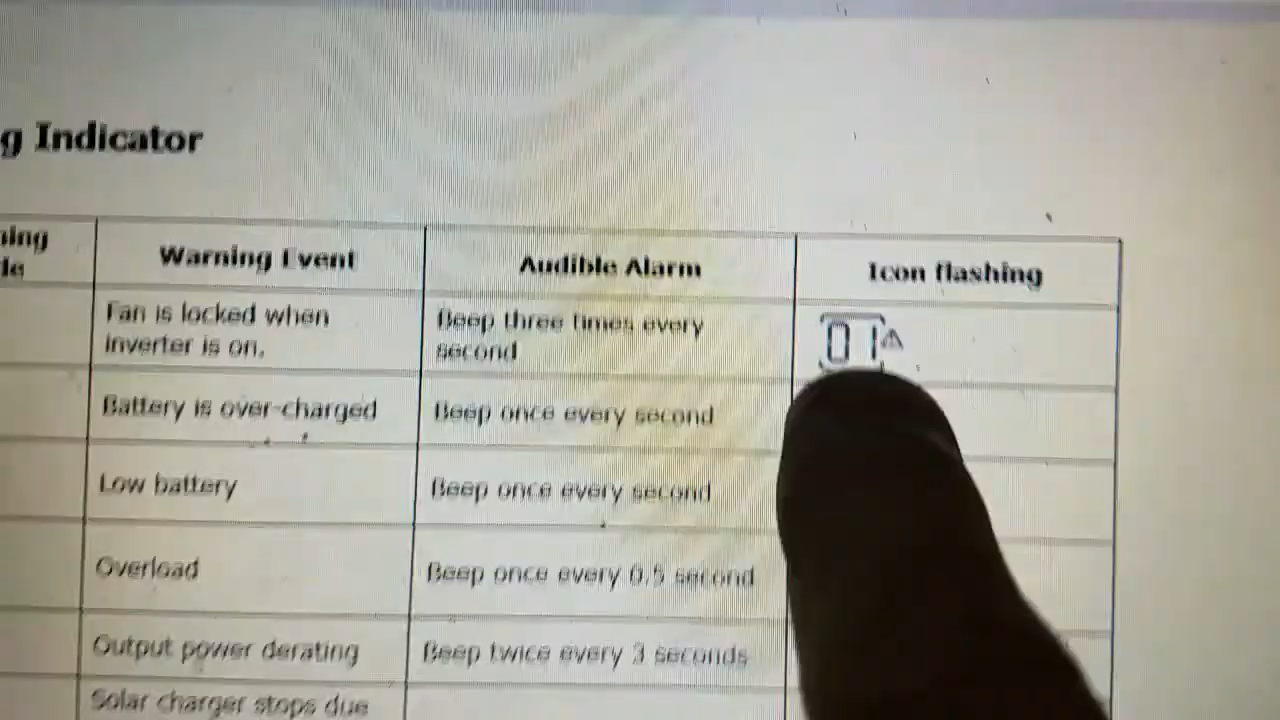 g Indicator
ning
de
Warning Event
Audible Alarm
Icon flashing
Fan is locked when
inverter is on.
Beep three times every
second
01
Battery is over-charged
Beep once every second
Low battery
Beep once every second
Overload
Beep once every 0.5 second
Output power derating
Beep twice every 3 seconds
Solar charger stops due